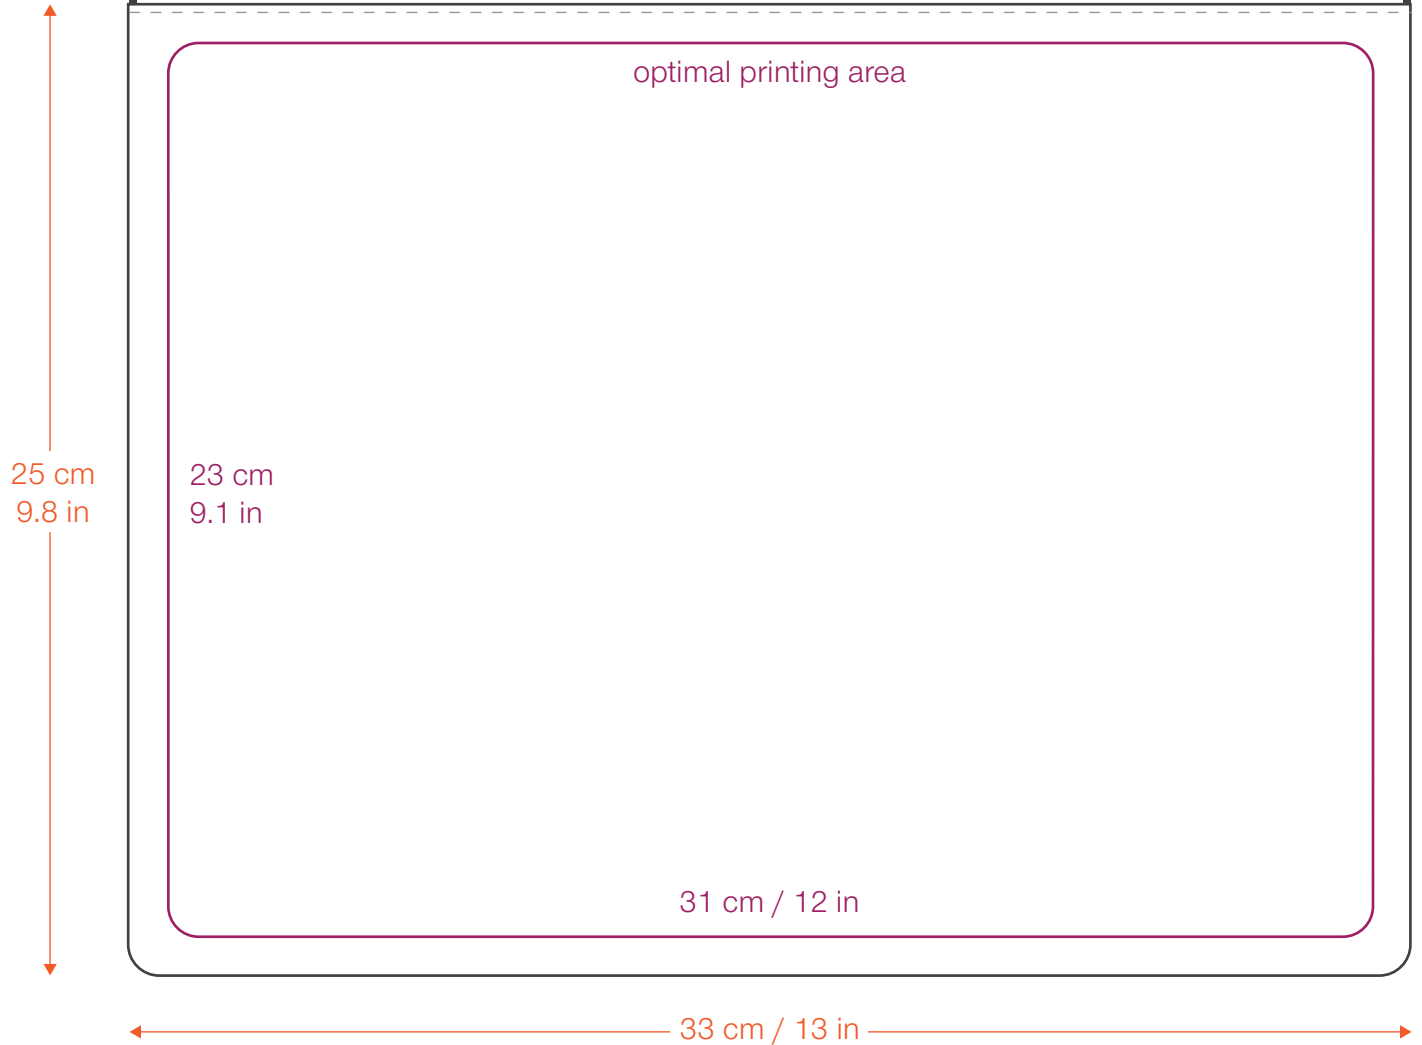 optimal printing area
25 cm
9.8 in
23 cm
9.1 in
31 cm / 12 in
33 cm / 13 in